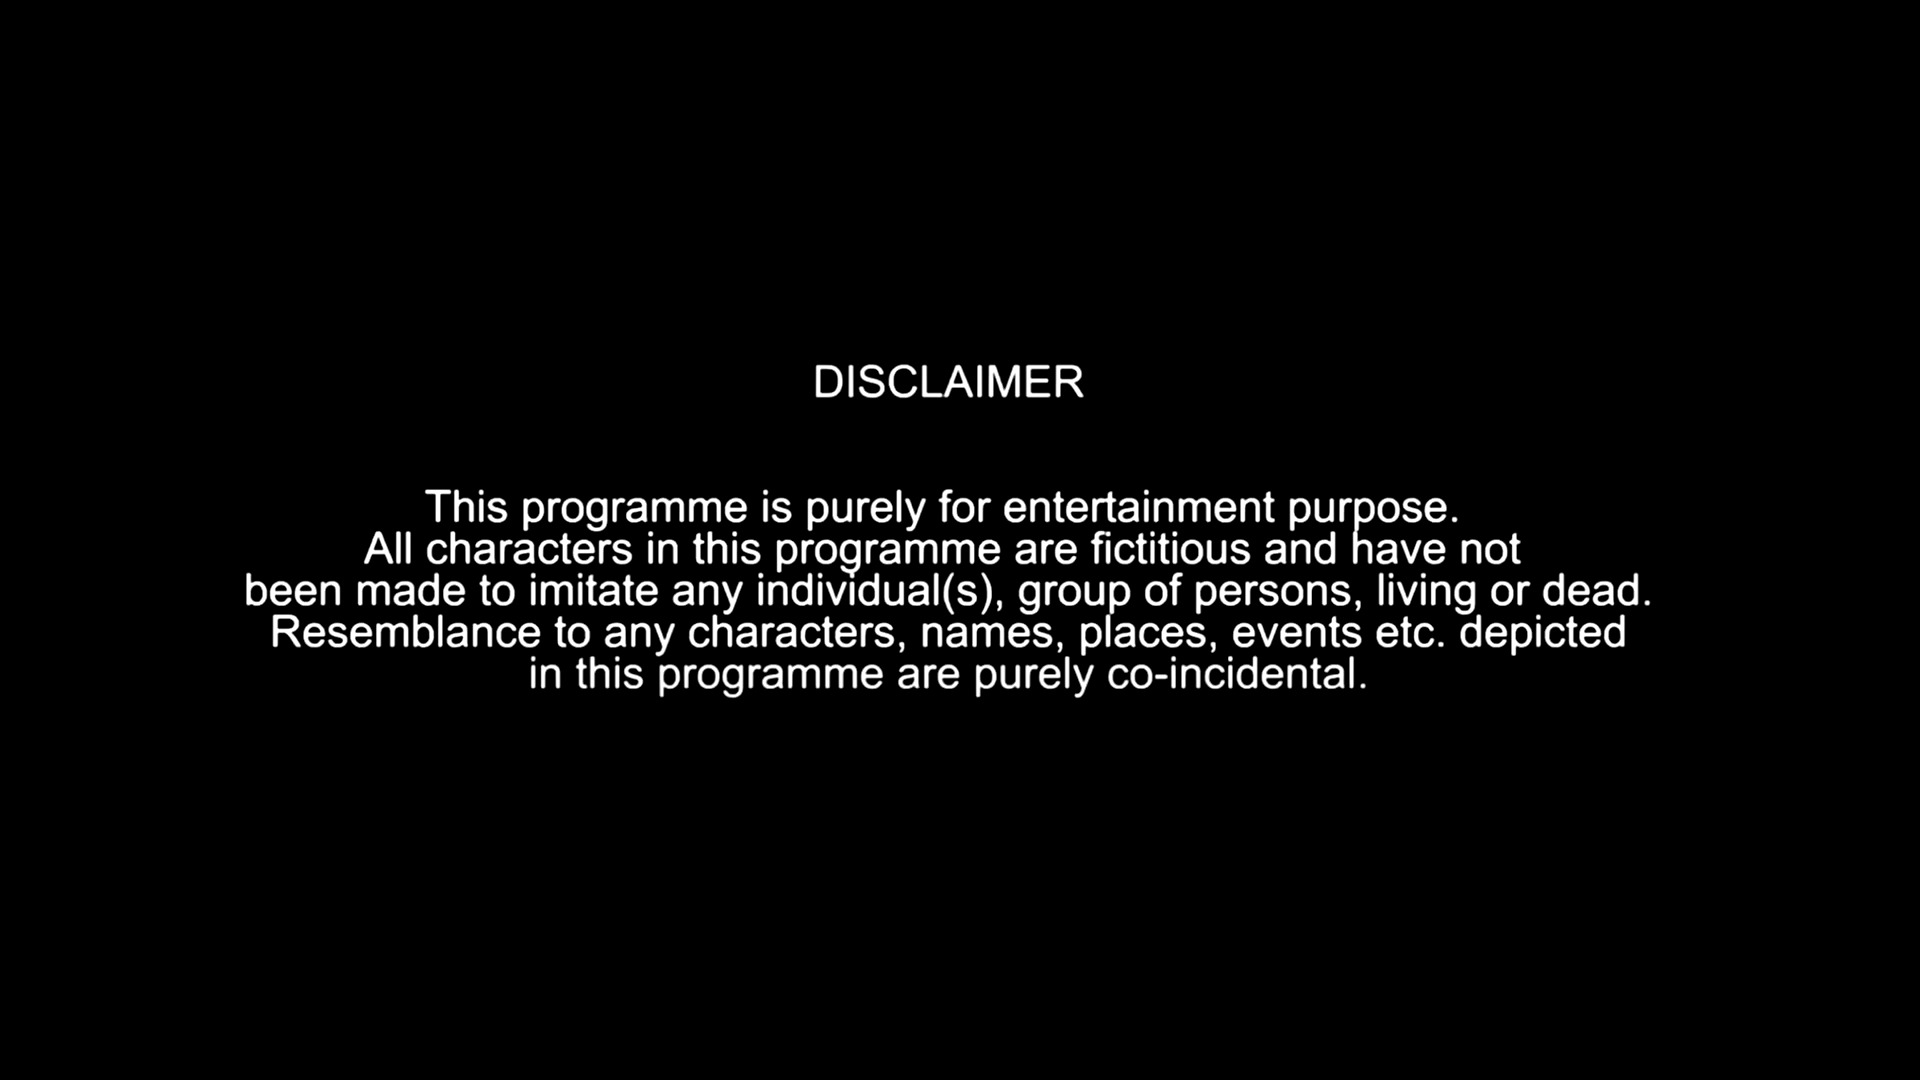 DISCLAIMER
This programme is purely for entertainment purpose.
All characters in this programme are fictitious and have not
been made to imitate any individual(s), group of persons, living or dead.
Resemblance to any characters, names, places, events etc. depicted
in this programme are purely co-incidental.